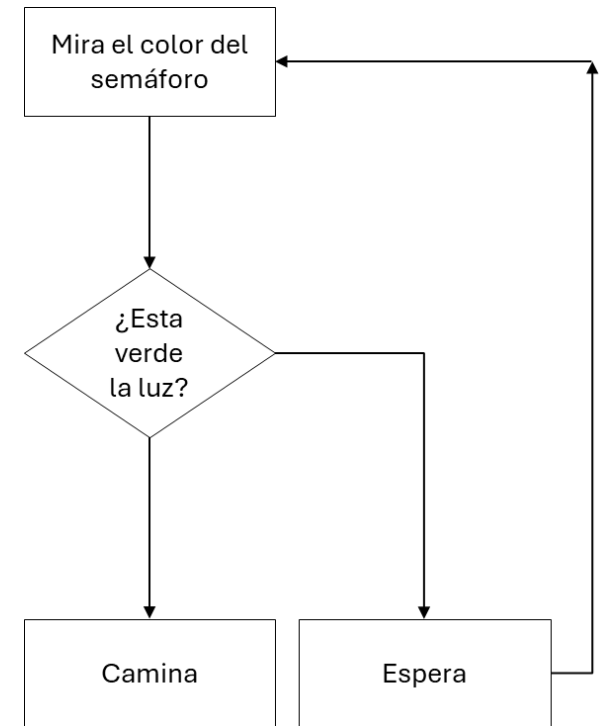 Mira el color del
semáforo
¿Esta
verde
la luz?
Camina
Espera